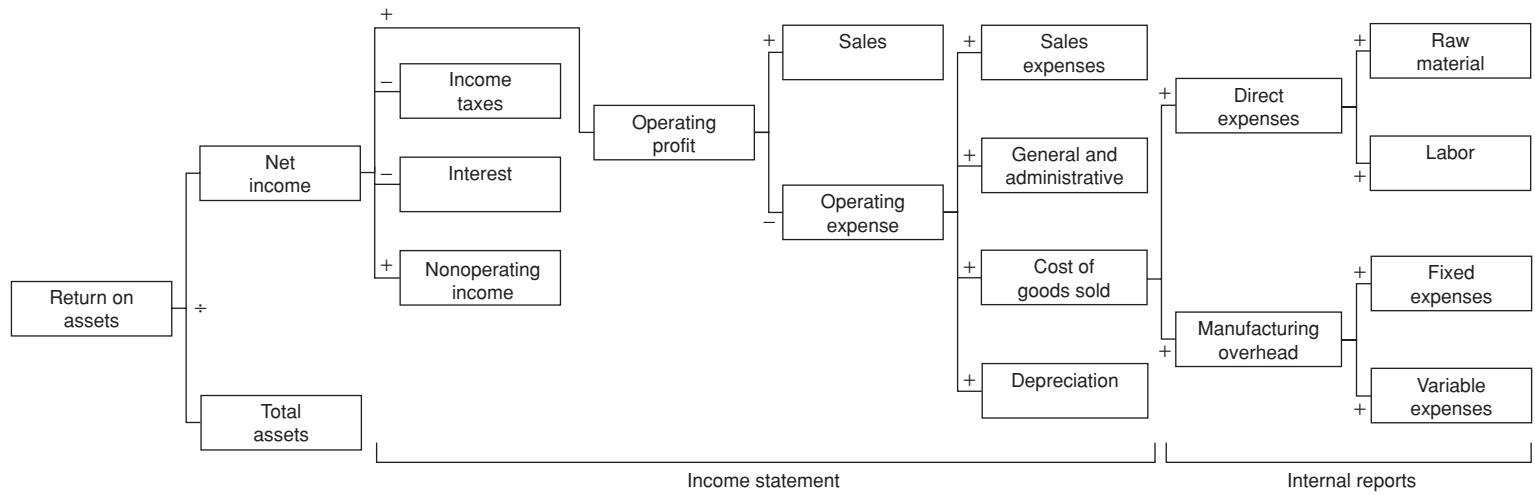 Return on
assets
÷
Net
income
Total
assets
+
−
Income
taxes
−
Interest
+
Nonoperating
income
Operating
profit
+
Sales
−
Operating
expense
+
Sales
expenses
+
General and
administrative
+
Cost of
goods sold
+
Depreciation
+
Direct
expenses
+
Manufacturing
overhead
+
Raw
material
+
Labor
+
Fixed
expenses
+
Variable
expenses
Income statement
Internal reports